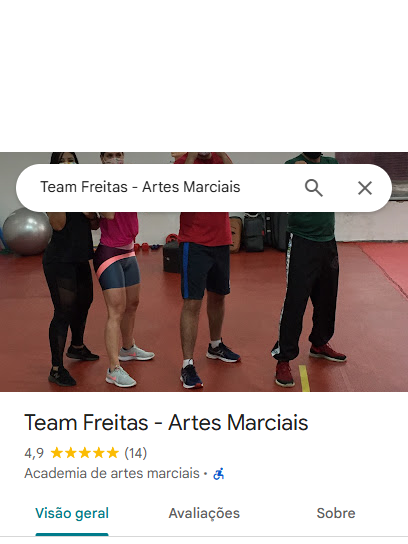 Team Freitas - Artes Marciais
Team Freitas - Artes Marciais
4,9 (14)
Academia de artes marciais ·
Visão geral Avaliações Sobre